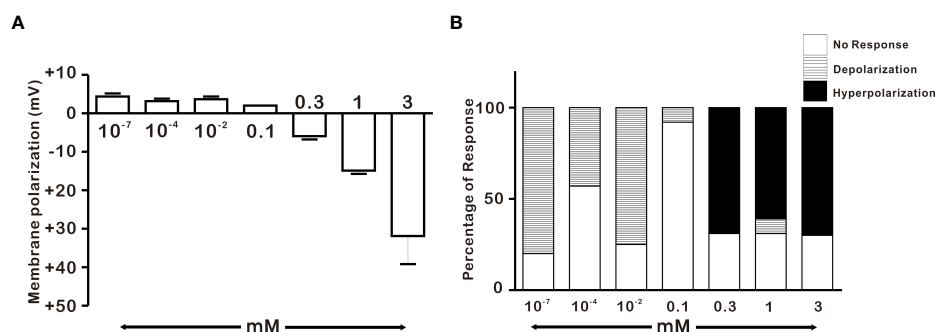 A
Membrane polarization (mV)
+10
0
-10
+20
+30
+40
+50
0.3 1 3
10⁻⁷ 10⁻⁴ 10⁻² 0.1
mM
B
No Response
Depolarization
Hyperpolarization
Percentage of Response
100
50
0
10⁻⁷ 10⁻⁴ 10⁻² 0.1 0.3 1 3
mM